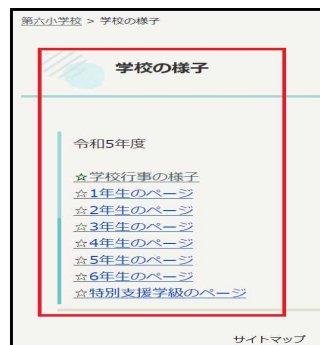 第六小学校 > 学校の様子
学校の様子
令和5年度
☆学校行事の様子
☆1年生のページ
☆2年生のページ
☆3年生のページ
☆4年生のページ
☆5年生のページ
☆6年生のページ
☆特別支援学級のページ
サイトマップ